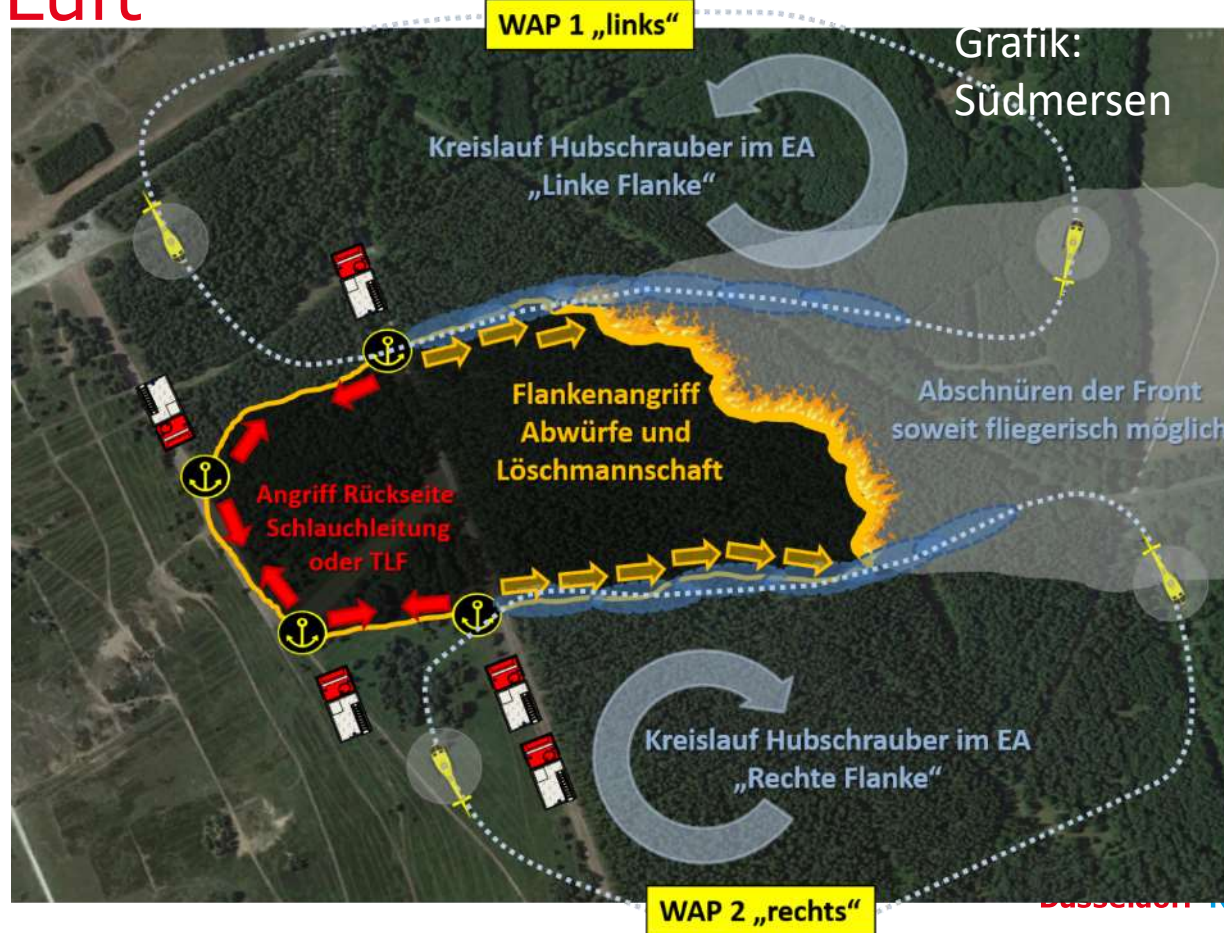 Luft
WAP 1 „links“
Grafik:
Südmersen
Kreislauf Hubschrauber im EA
„Linke Flanke“
Flankenangriff
Abwürfe und
Löschmannschaft
Abschnüren der Front
soweit fliegerisch möglich
Angriff Rückseite
Schlauchleitung
oder TLF
Kreislauf Hubschrauber im EA
„Rechte Flanke“
WAP 2 „rechts“